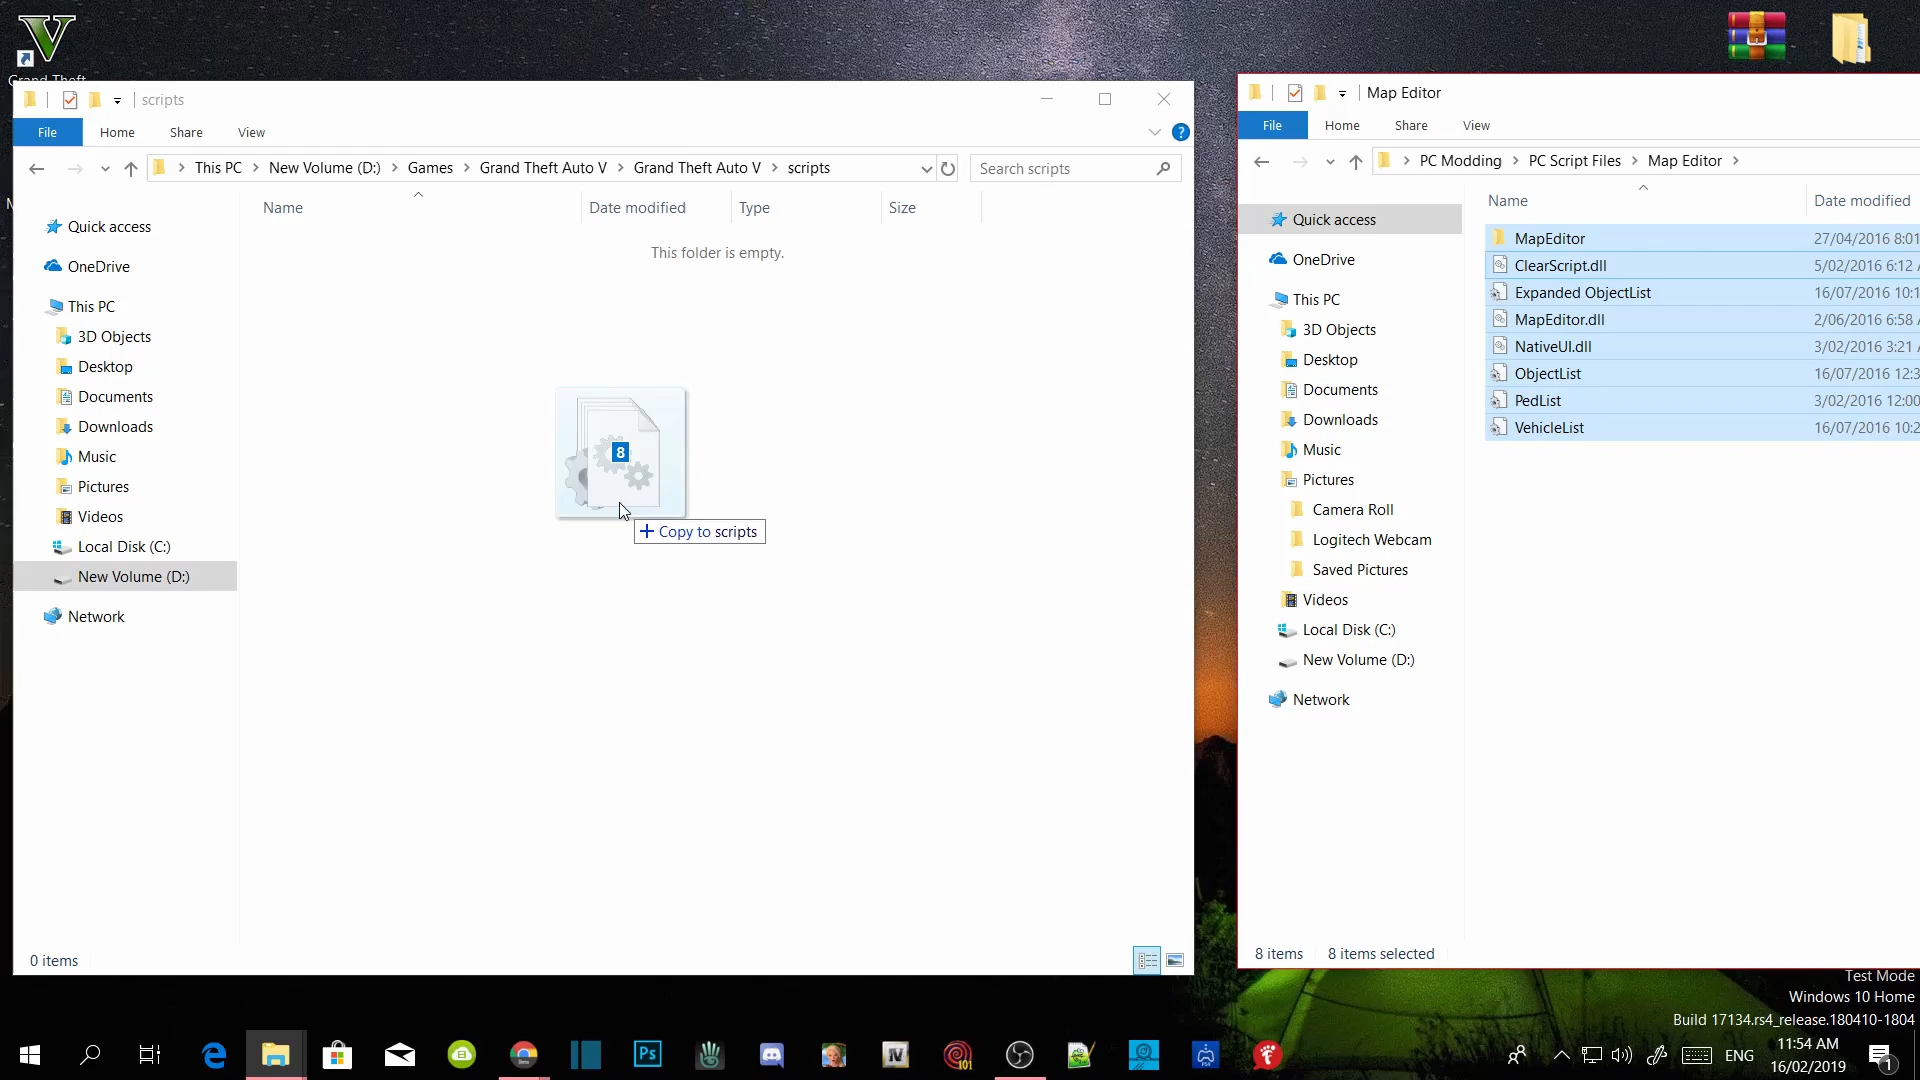 Grand Theft
scripts
File Home Share View
This PC New Volume (D:) Games Grand Theft Auto V Grand Theft Auto V scripts
Search scripts
Name Date modified Type Size
This folder is empty.
Quick access
OneDrive
This PC
3D Objects
Desktop
Documents
Downloads
Music
Pictures
Videos
Local Disk (C:)
New Volume (D:)
Network
8
+ Copy to scripts
0 items
Map Editor
File Home Share View
PC Modding PC Script Files Map Editor
Name Date modified
Quick access
OneDrive
This PC
3D Objects
Desktop
Documents
Downloads
Music
Pictures
Camera Roll
Logitech Webcam
Saved Pictures
Videos
Local Disk (C:)
New Volume (D:)
Network
MapEditor 27/04/2016 8:01
ClearScript.dll 5/02/2016 6:12
Expanded ObjectList 16/07/2016 10:1
MapEditor.dll 2/06/2016 6:58
NativeUI.dll 3/02/2016 3:21
ObjectList 16/07/2016 12:3
PedList 3/02/2016 12:00
VehicleList 16/07/2016 10:2
8 items 8 items selected
Test Mode
Windows 10 Home
Build 17134.rs4_release.180410-1804
Ps
IV
101
ENG
11:54 AM
16/02/2019
1